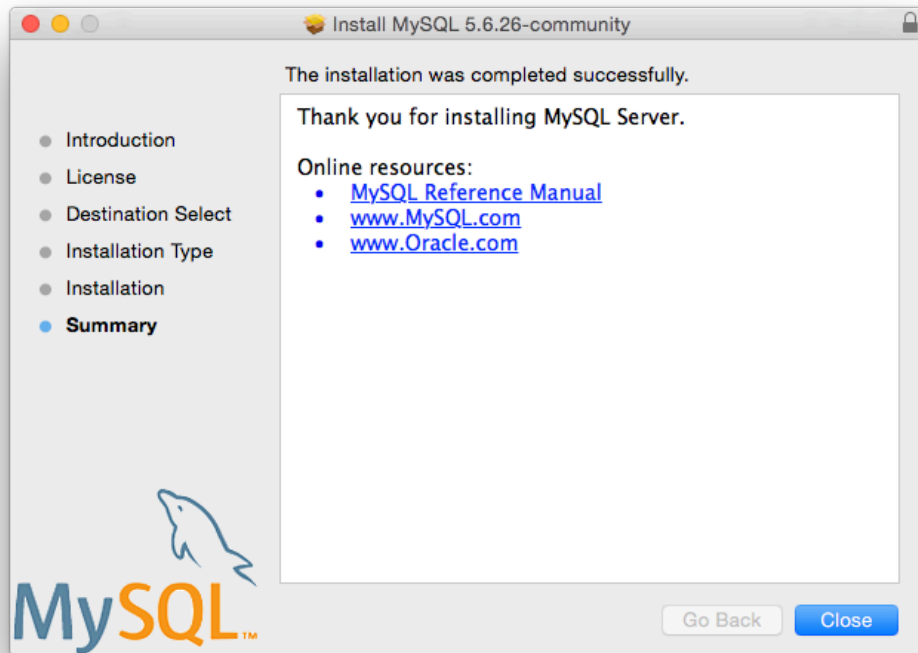 Install MySQL 5.6.26-community
The installation was completed successfully.
Introduction
License
Destination Select
Installation Type
Installation
Summary
Thank you for installing MySQL Server.
Online resources:
• MySQL Reference Manual
• www.MySQL.com
• www.Oracle.com
MySQL™
Go Back
Close